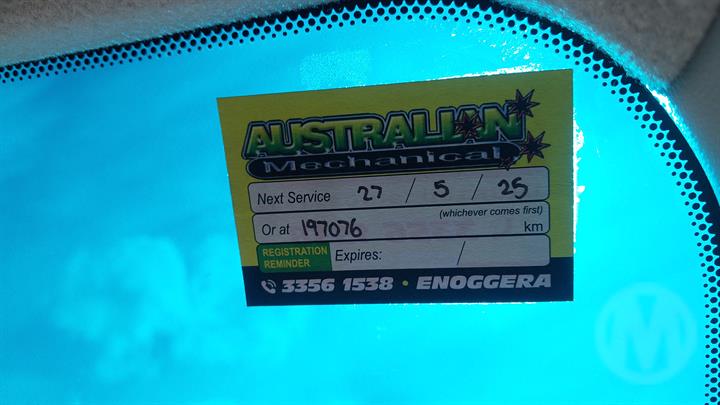 AUSTRALIAN
Mechanical
Next Service 27 / 5 / 25
(whichever comes first)
Or at 197076 km
REGISTRATION REMINDER Expires: /
3356 1538 • ENOGGERA
M